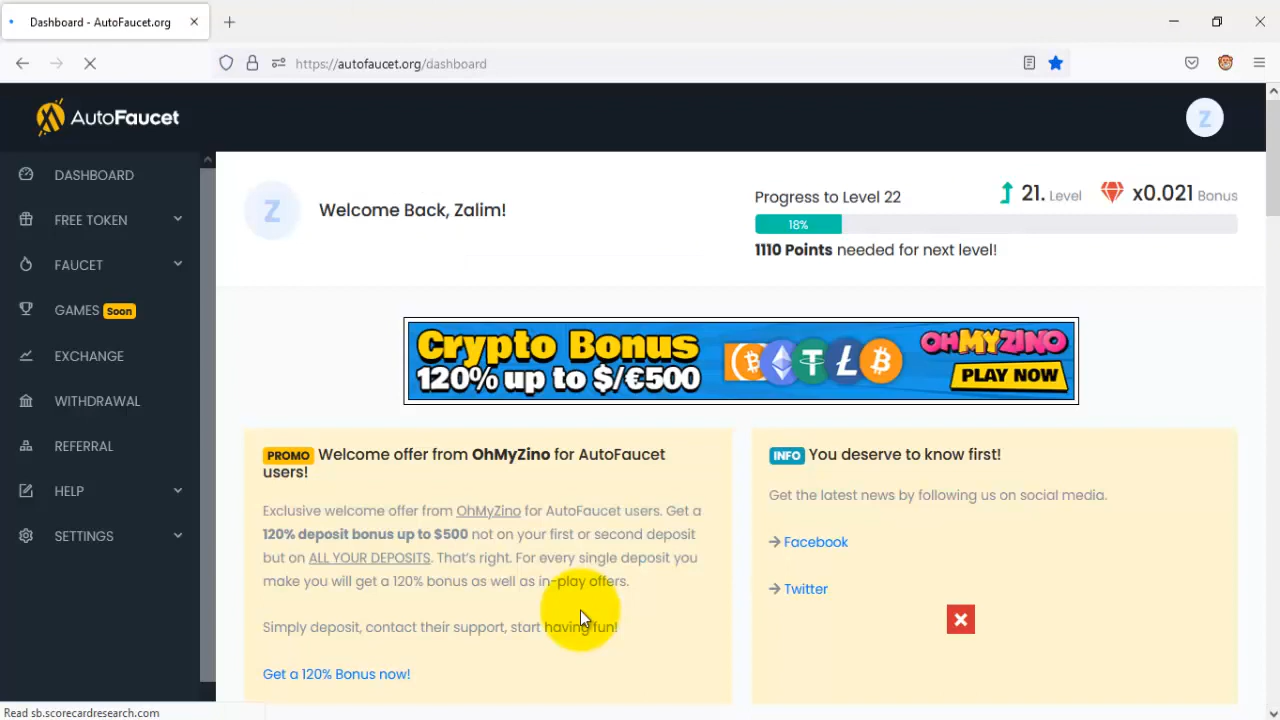 Dashboard - AutoFaucet.org
https://autofaucet.org/dashboard
AutoFaucet
Z
DASHBOARD
FREE TOKEN
FAUCET
GAMES Soon
EXCHANGE
WITHDRAWAL
REFERRAL
HELP
SETTINGS
Z
Welcome Back, Zalim!
Progress to Level 22
21. Level
x0.021 Bonus
18%
1110 Points needed for next level!
Crypto Bonus
120% up to $/€500
OHMYZINO
PLAY NOW
PROMO Welcome offer from OhMyZino for AutoFaucet
users!
Exclusive welcome offer from OhMyZino for AutoFaucet users. Get a
120% deposit bonus up to $500 not on your first or second deposit
but on ALL YOUR DEPOSITS. That's right. For every single deposit you
make you will get a 120% bonus as well as in-play offers.
Simply deposit, contact their support, start having fun!
Get a 120% Bonus now!
INFO You deserve to know first!
Get the latest news by following us on social media.
Facebook
Twitter
Read sb.scorecardresearch.com